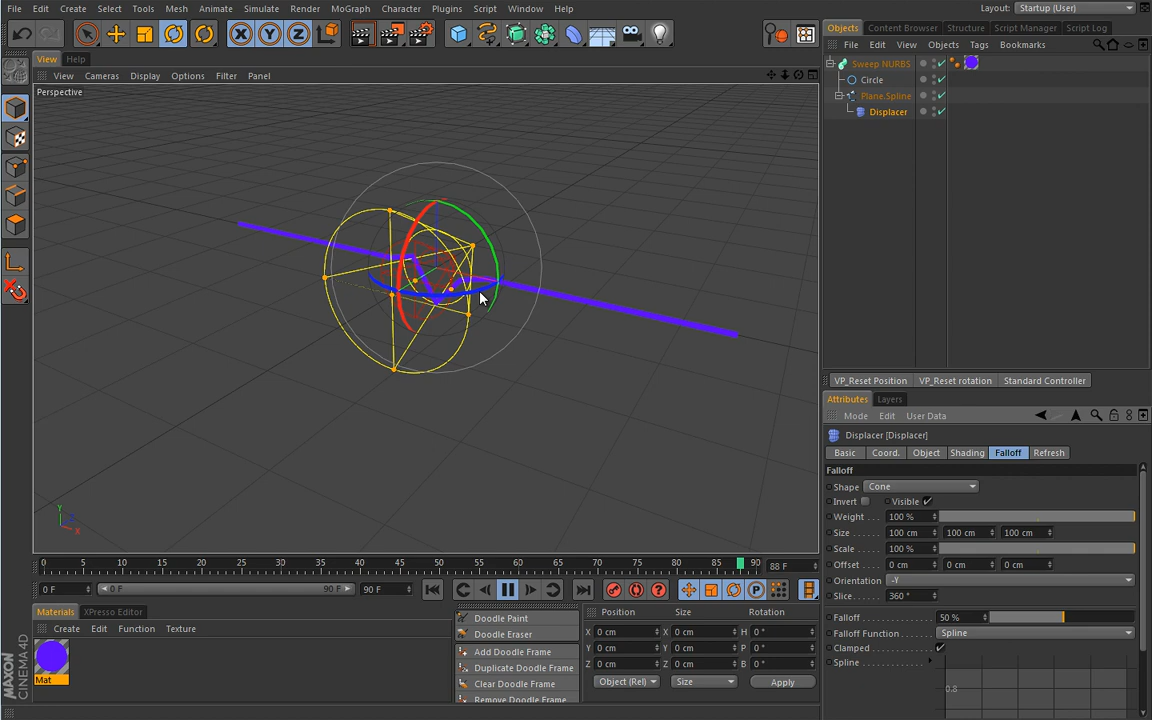 File Edit Create Select Tools Mesh Animate Simulate Render MoGraph Character Plugins Script Window Help Layout: Startup (User)
X Y Z
View Help
View Cameras Display Options Filter Panel
Perspective
Y
X
Objects Content Browser Structure Script Manager Script Log
File Edit View Objects Tags Bookmarks
Sweep NURBS
Circle
Plane.Spline
Displacer
VP_Reset Position VP_Reset rotation Standard Controller
Attributes Layers
Mode Edit User Data
Displacer [Displacer]
Basic Coord. Object Shading Falloff Refresh
Falloff
Shape Cone
Invert Visible
Weight . . . 100 %
Size . . . . . 100 cm 100 cm 100 cm
Scale . . . . 100 %
Offset . . . . 0 cm 0 cm 0 cm
Orientation -Y
Slice . . . . . 360 °
Falloff . . . . . . . . . . 50 %
Falloff Function . . . . Spline
Clamped . . . . . . . .
Spline . . . . . . . . . .
0.8
0 5 10 15 20 25 30 35 40 45 50 55 60 65 70 75 80 85 90 88 F
0 F 0 F 90 F 90 F
P
Materials XPresso Editor
Create Edit Function Texture
Mat
MAXON
CINEMA 4D
Doodle Paint
Doodle Eraser
Add Doodle Frame
Duplicate Doodle Frame
Clear Doodle Frame
Remove Doodle Frame
Position Size Rotation
X 0 cm X 0 cm H 0 °
Y 0 cm Y 0 cm P 0 °
Z 0 cm Z 0 cm B 0 °
Object (Rel) Size Apply